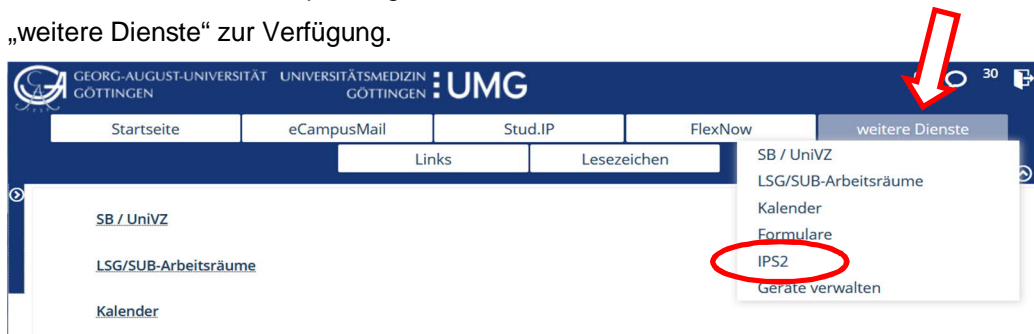 „weitere Dienste“ zur Verfügung.
GEORG-AUGUST-UNIVERSITÄT UNIVERSITÄTSMEDIZIN
GÖTTINGEN GÖTTINGEN
UMG
30
Startseite eCampusMail Stud.IP FlexNow weitere Dienste
Links Lesezeichen
SB / UniVZ
LSG/SUB-Arbeitsräume
Kalender
Formulare
IPS2
Geräte verwalten
SB / UniVZ
LSG/SUB-Arbeitsräume
Kalender